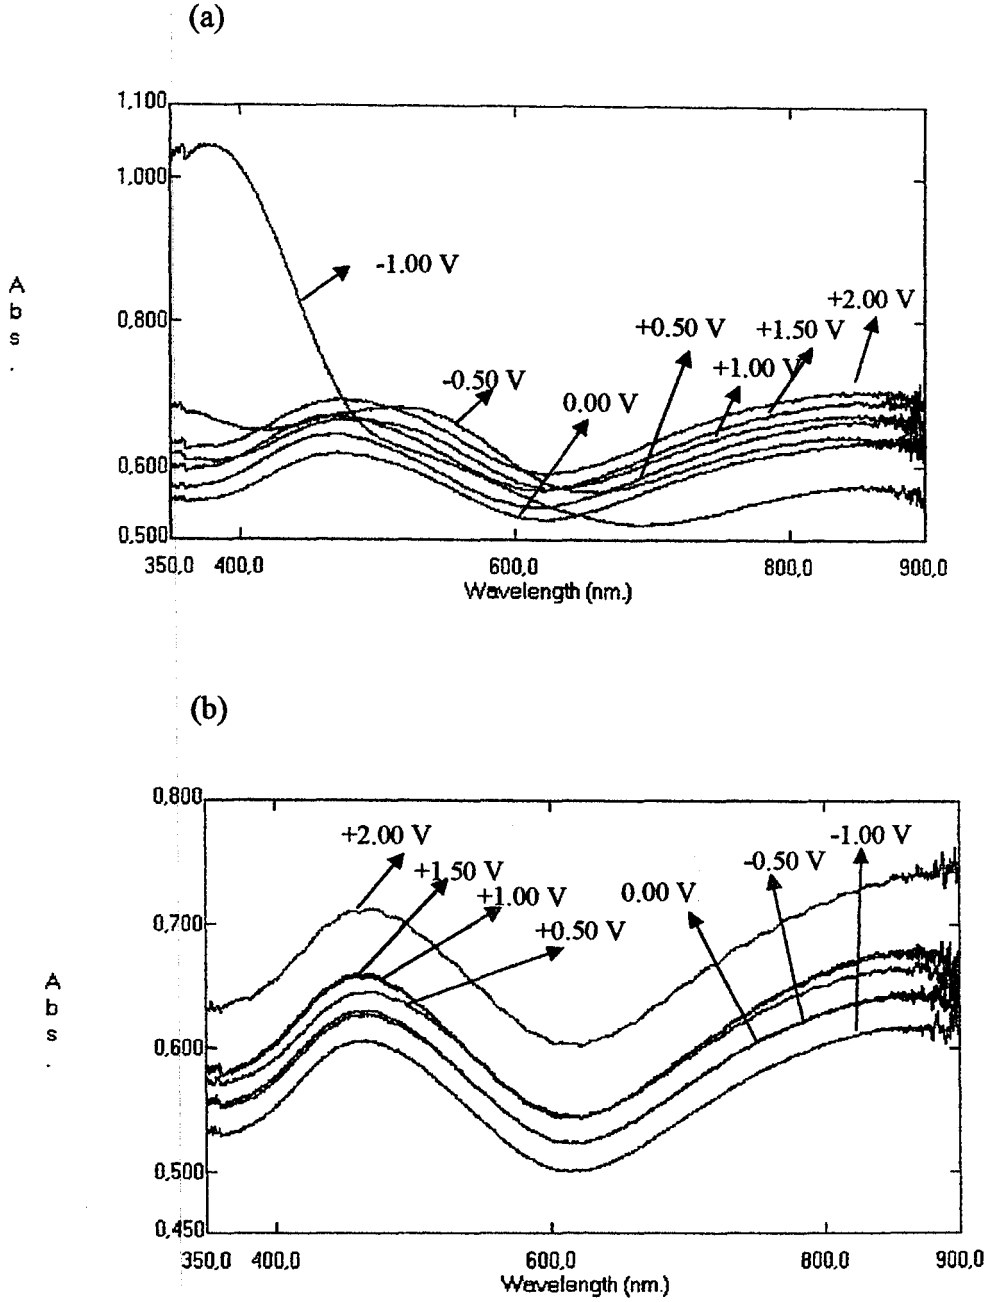 (a)
1,100
1,000
-1.00 V
Abs.
+2.00 V
0,800
+0.50 V
+1.50 V
+1.00 V
-0.50 V
0.00 V
0,600
0,500
350,0 400,0 600,0 800,0 900,0
Wavelength (nm.)
(b)
0,800
+2.00 V
-1.00 V
+1.50 V
-0.50 V
+1.00 V
0.00 V
0,700
+0.50 V
Abs.
0,600
0,500
0,450
350,0 400,0 600,0 800,0 900,0
Wavelength (nm.)